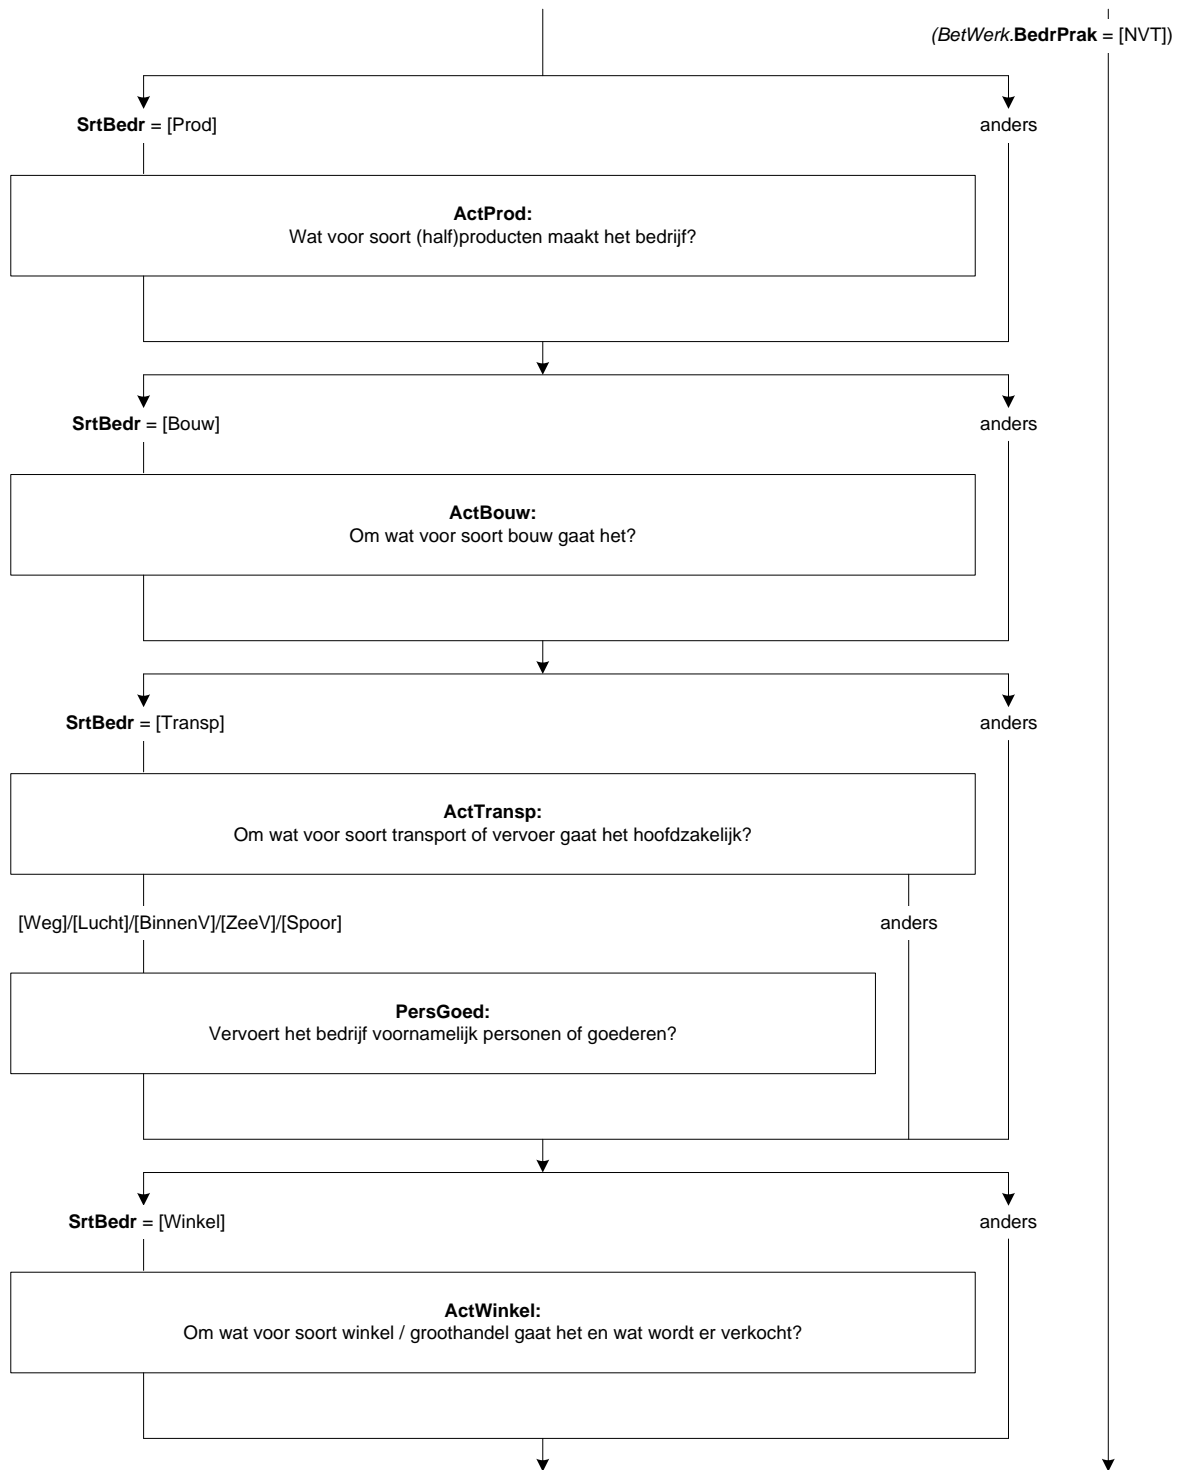 (BetWerk.BedrPrak = [NVT])
SrtBedr = [Prod]
anders
ActProd:
Wat voor soort (half)producten maakt het bedrijf?
SrtBedr = [Bouw]
anders
ActBouw:
Om wat voor soort bouw gaat het?
SrtBedr = [Transp]
anders
ActTransp:
Om wat voor soort transport of vervoer gaat het hoofdzakelijk?
[Weg]/[Lucht]/[BinnenV]/[ZeeV]/[Spoor]
anders
PersGoed:
Vervoert het bedrijf voornamelijk personen of goederen?
SrtBedr = [Winkel]
anders
ActWinkel:
Om wat voor soort winkel / groothandel gaat het en wat wordt er verkocht?